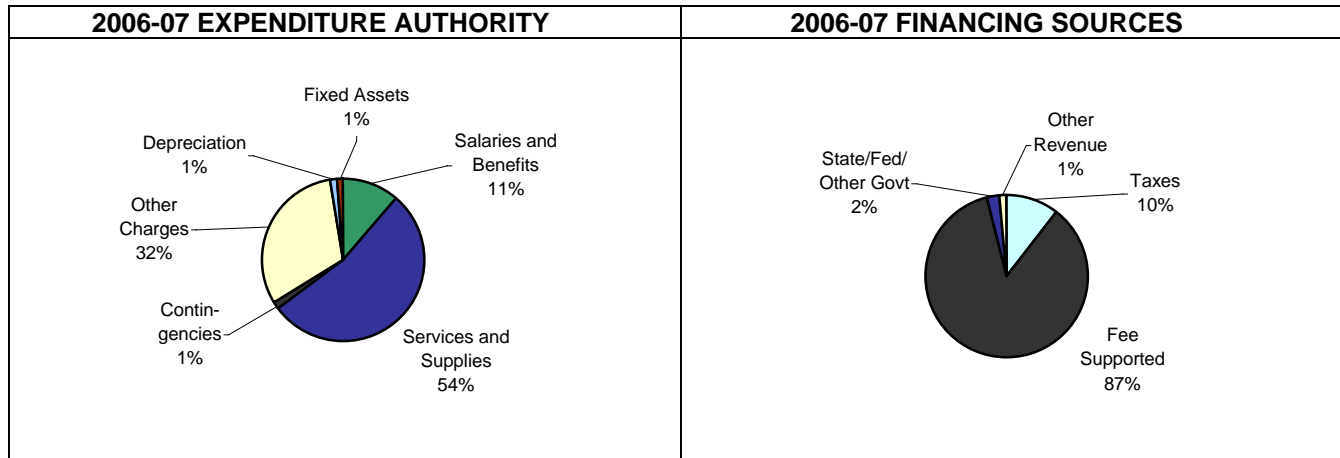 2006-07 EXPENDITURE AUTHORITY
Fixed Assets
1%
Depreciation
1%
Salaries and
Benefits
11%
Other
Charges
32%
Contin-
gencies
1%
Services and
Supplies
54%
2006-07 FINANCING SOURCES
Other
Revenue
1%
State/Fed/
Other Govt
2%
Taxes
10%
Fee
Supported
87%